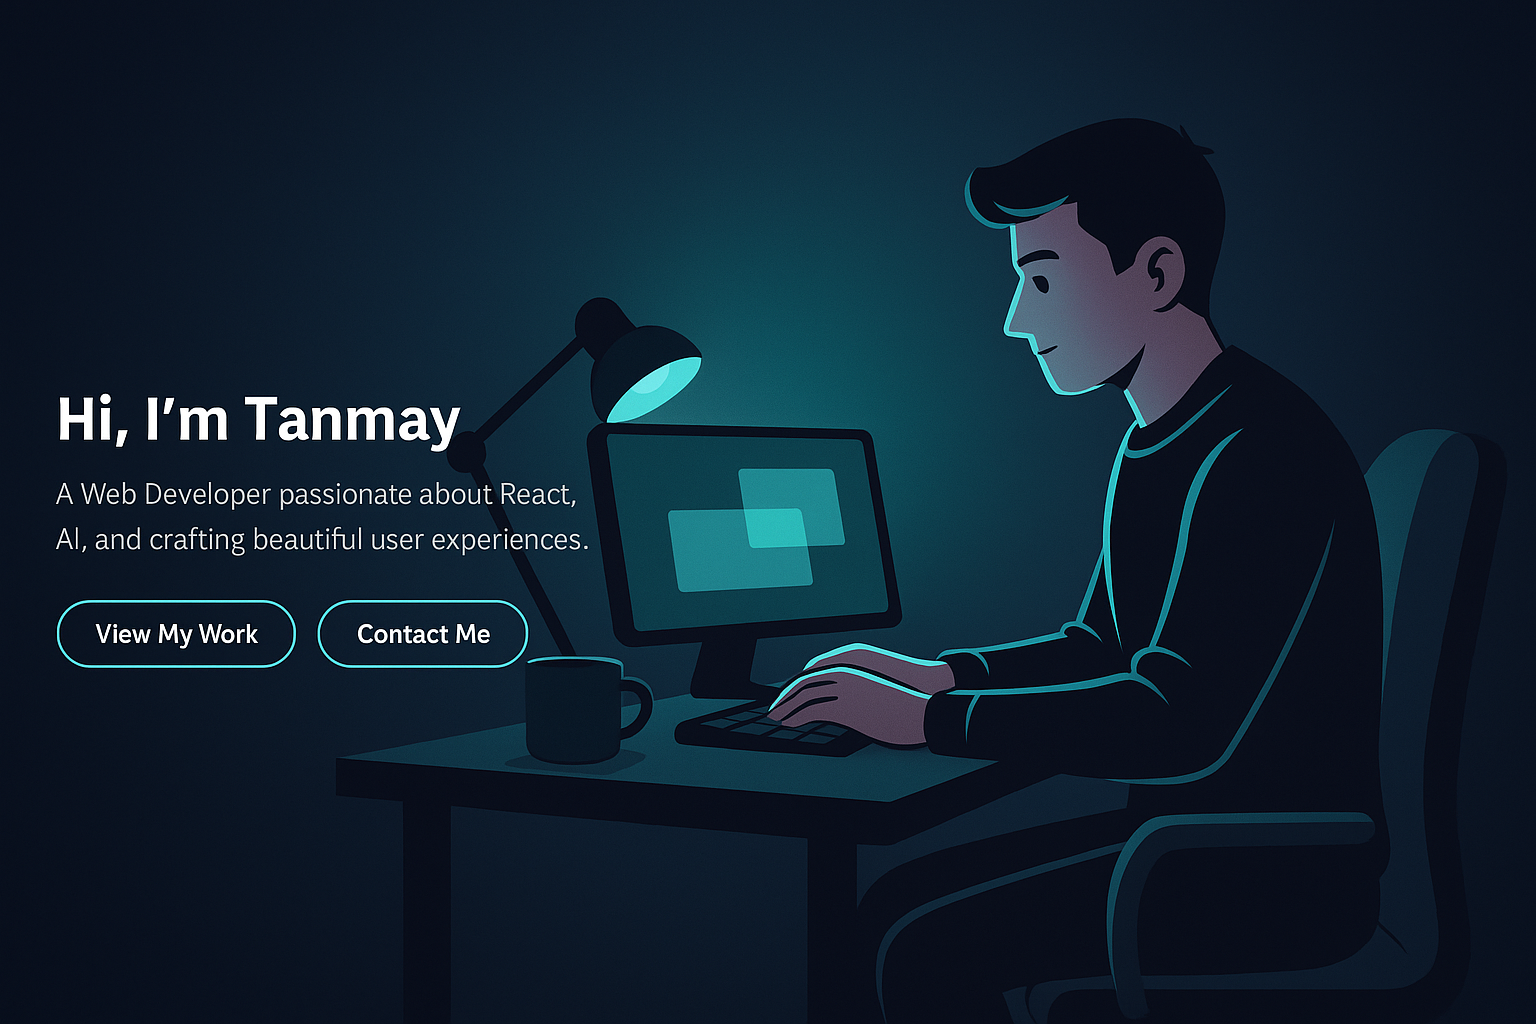 Hi, I’m Tanmay
A Web Developer passionate about React,
AI, and crafting beautiful user experiences.
View My Work
Contact Me